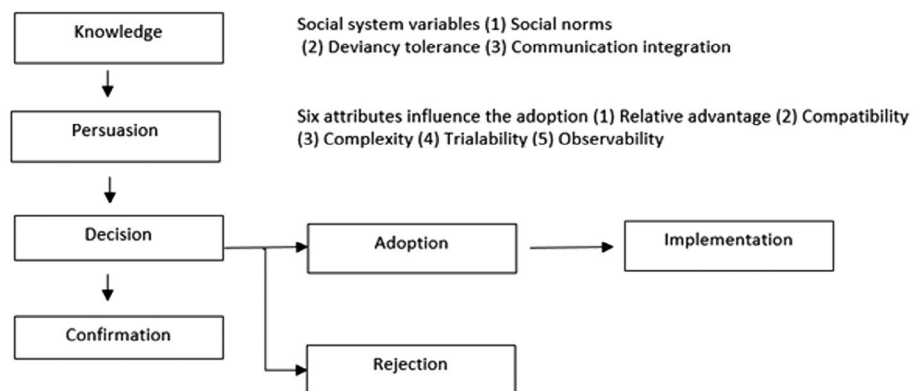 Knowledge
Social system variables (1) Social norms
(2) Deviancy tolerance (3) Communication integration
Persuasion
Six attributes influence the adoption (1) Relative advantage (2) Compatibility
(3) Complexity (4) Trialability (5) Observability
Decision
Adoption
Implementation
Confirmation
Rejection